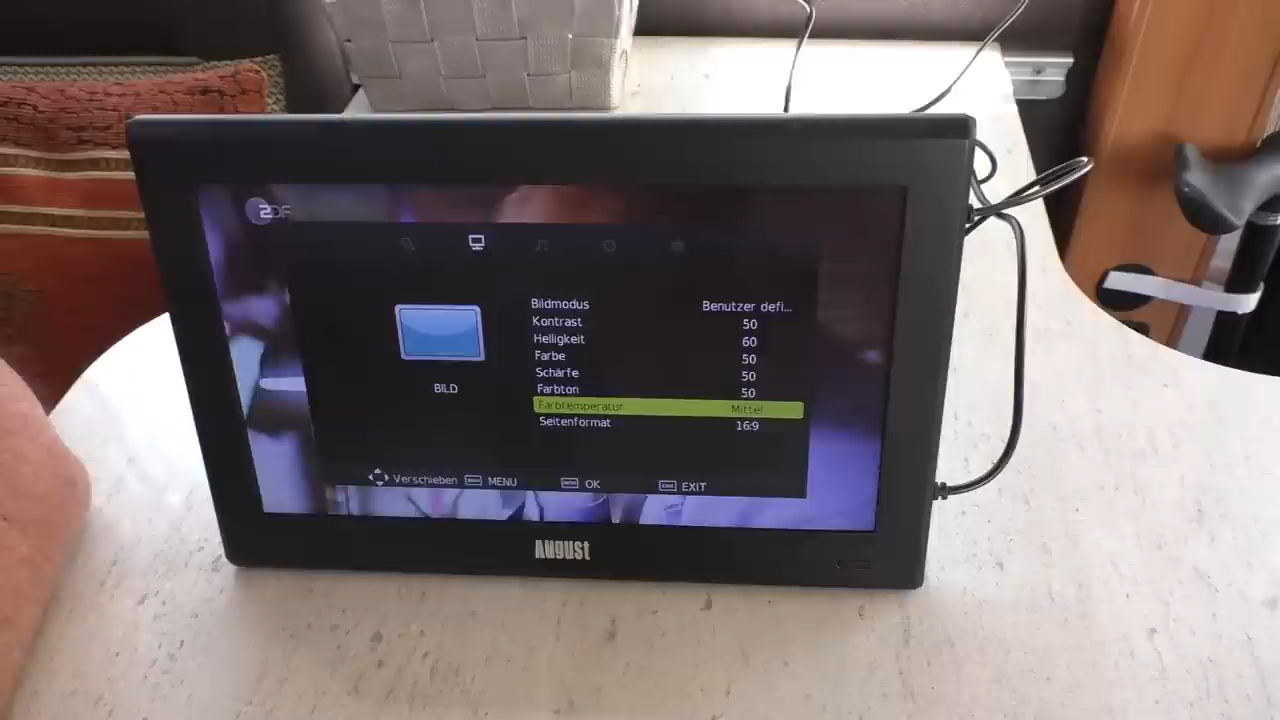 ZDF
Bildmodus Benutzer defi...
Kontrast 50
Helligkeit 60
Farbe 50
Schärfe 50
Farbton 50
Farbtemperatur Mittel
Seitenformat 16:9
BILD
Verschieben MENU OK EXIT
AUGUST